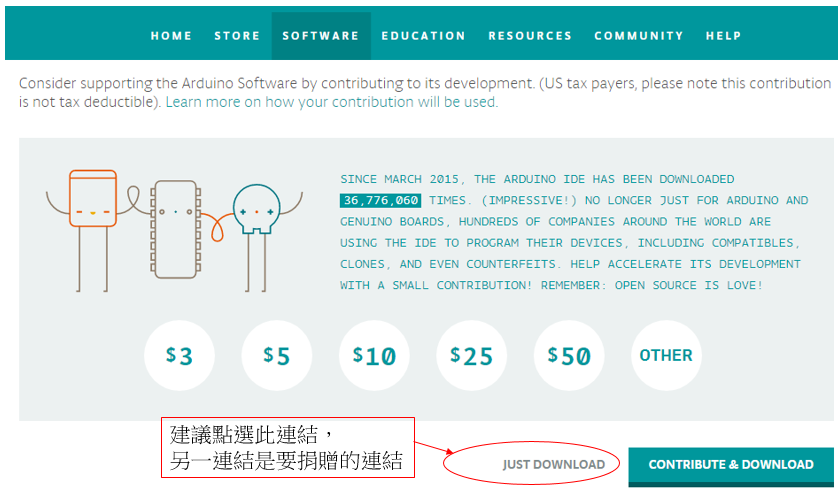 HOME STORE SOFTWARE EDUCATION RESOURCES COMMUNITY HELP
Consider supporting the Arduino Software by contributing to its development. (US tax payers, please note this contribution
is not tax deductible). Learn more on how your contribution will be used.
SINCE MARCH 2015, THE ARDUINO IDE HAS BEEN DOWNLOADED
36,776,060 TIMES. (IMPRESSIVE!) NO LONGER JUST FOR ARDUINO AND
GENUINO BOARDS, HUNDREDS OF COMPANIES AROUND THE WORLD ARE
USING THE IDE TO PROGRAM THEIR DEVICES, INCLUDING COMPATIBLES,
CLONES, AND EVEN COUNTERFEITS. HELP ACCELERATE ITS DEVELOPMENT
WITH A SMALL CONTRIBUTION! REMEMBER: OPEN SOURCE IS LOVE!
$3 $5 $10 $25 $50 OTHER
建議點選此連結，
另一連結是要捐贈的連結
JUST DOWNLOAD CONTRIBUTE & DOWNLOAD